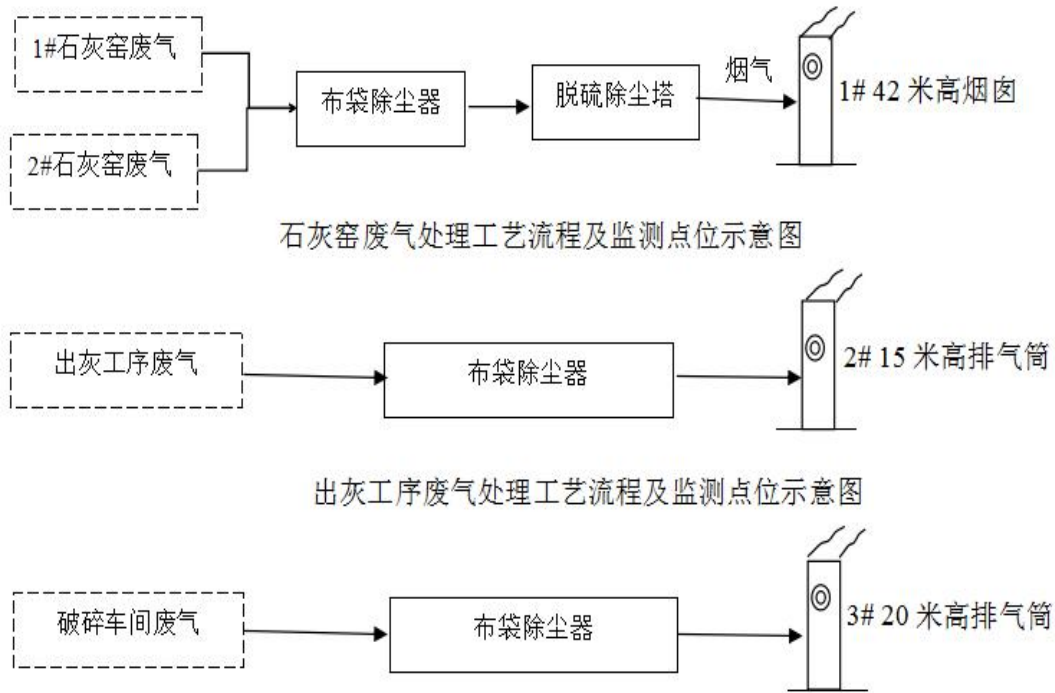 1#石灰窑废气
布袋除尘器
脱硫除尘塔
烟气
1# 42 米高烟囱
2#石灰窑废气
石灰窑废气处理工艺流程及监测点位示意图
出灰工序废气
布袋除尘器
2# 15 米高排气筒
出灰工序废气处理工艺流程及监测点位示意图
破碎车间废气
布袋除尘器
3# 20 米高排气筒